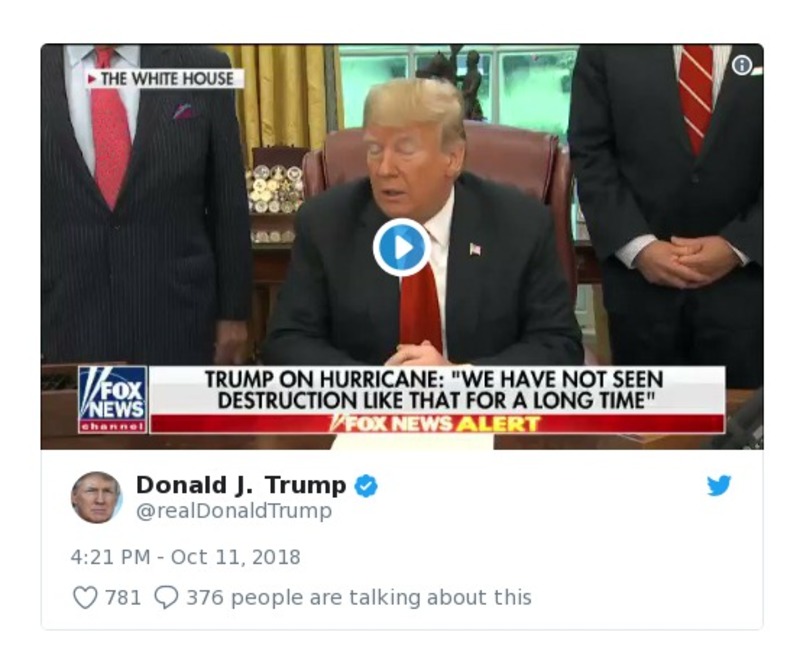 THE WHITE HOUSE
FOX
NEWS
channel
TRUMP ON HURRICANE: "WE HAVE NOT SEEN
DESTRUCTION LIKE THAT FOR A LONG TIME"
FOX NEWS ALERT
Donald J. Trump
@realDonaldTrump
4:21 PM - Oct 11, 2018
781 376 people are talking about this